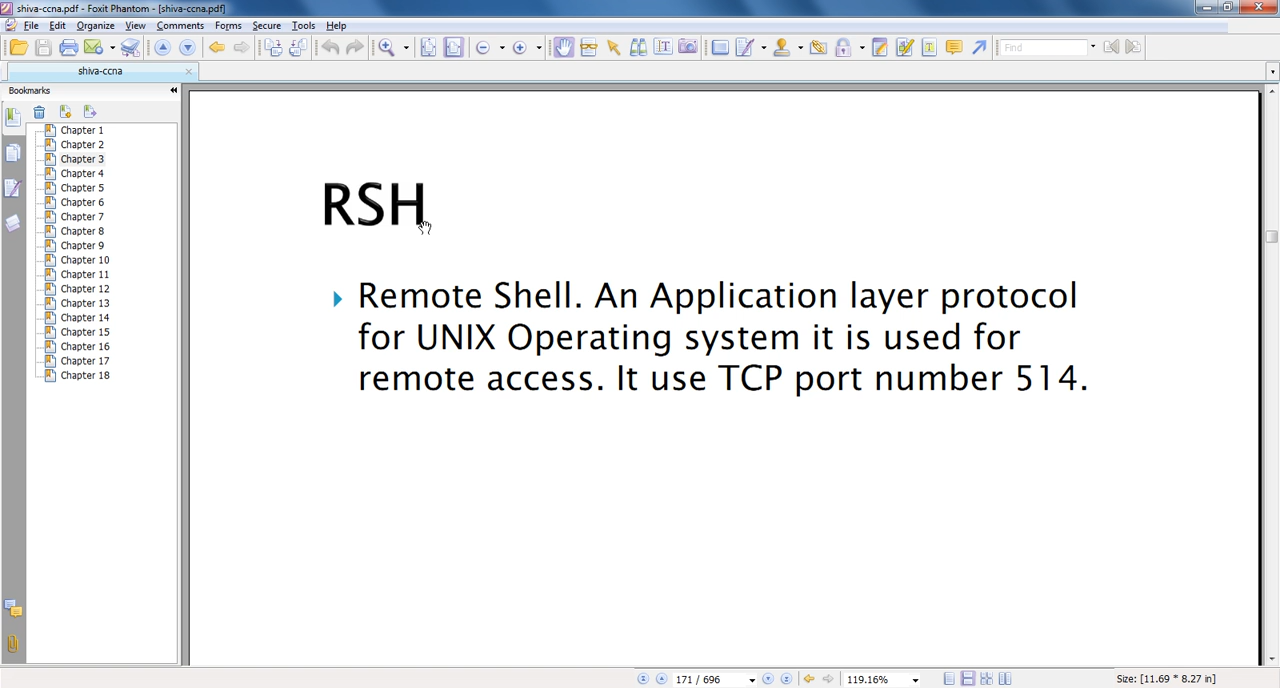 shiva-ccna.pdf - Foxit Phantom - [shiva-ccna.pdf]
File Edit Organize View Comments Forms Secure Tools Help
Find
shiva-ccna
Bookmarks
Chapter 1
Chapter 2
Chapter 3
Chapter 4
Chapter 5
Chapter 6
Chapter 7
Chapter 8
Chapter 9
Chapter 10
Chapter 11
Chapter 12
Chapter 13
Chapter 14
Chapter 15
Chapter 16
Chapter 17
Chapter 18
RSH
Remote Shell. An Application layer protocol
for UNIX Operating system it is used for
remote access. It use TCP port number 514.
171 / 696
119.16%
Size: [11.69 * 8.27 in]